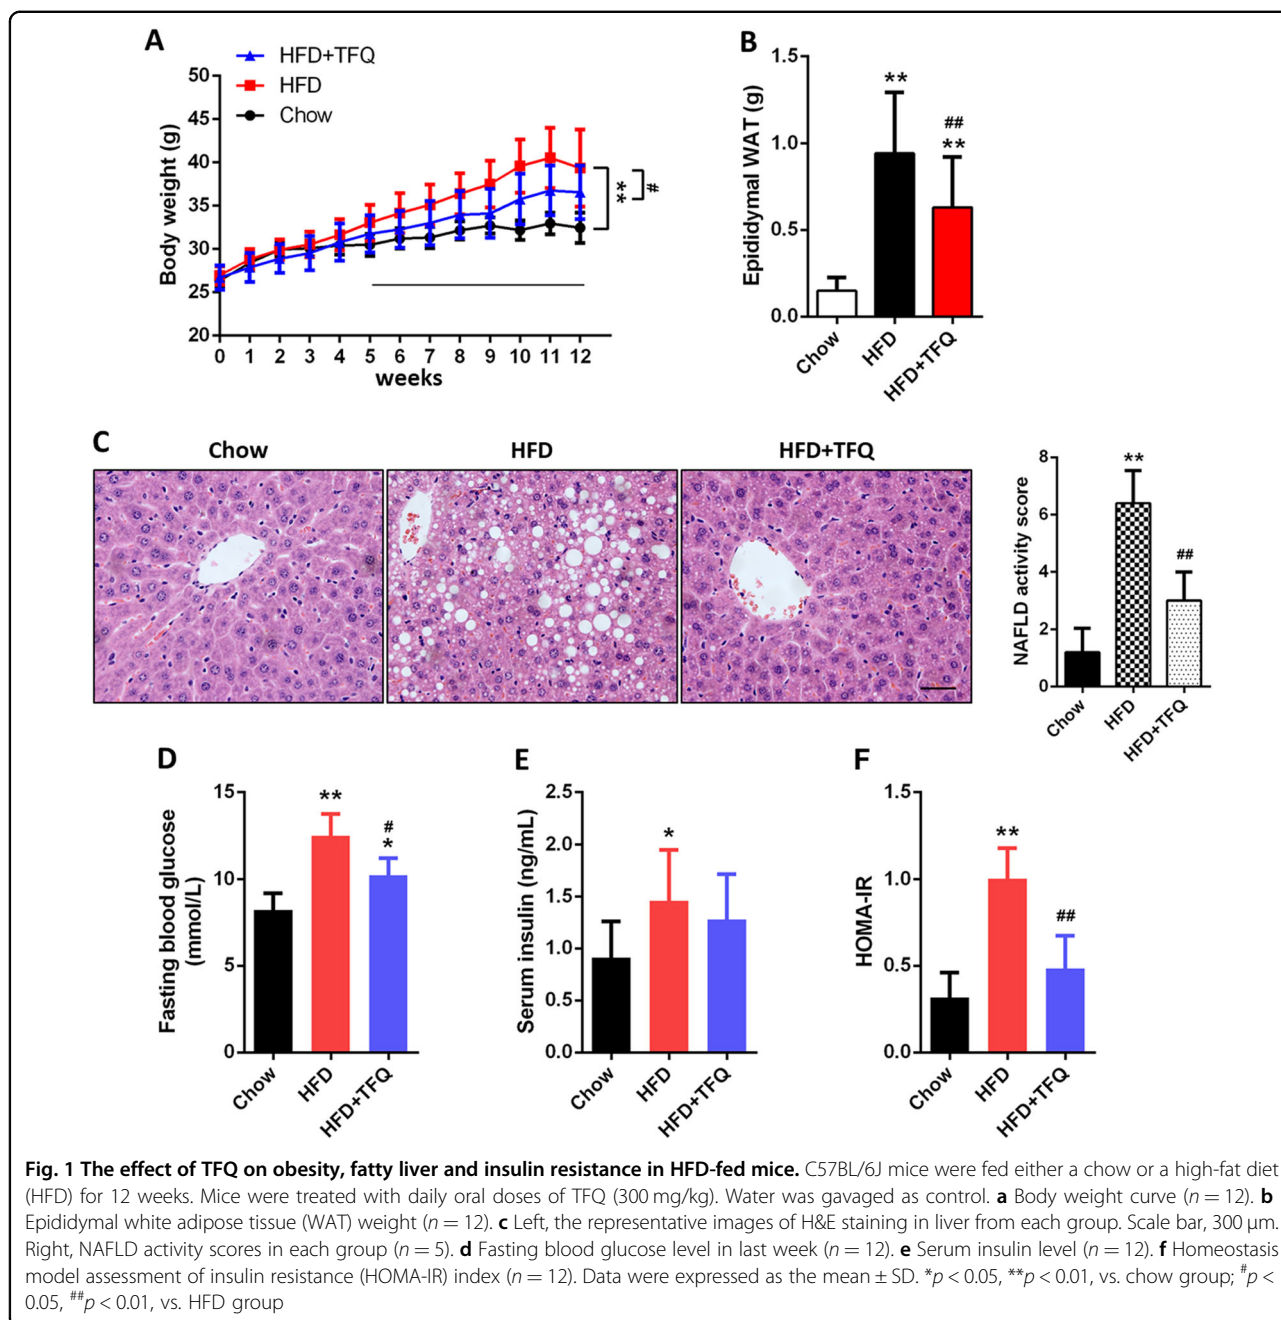 A
HFD+TFQ
HFD
Chow
Body weight (g)
50
45
40
35
30
25
20
0 1 2 3 4 5 6 7 8 9 10 11 12
weeks
**
#
B
Epididymal WAT (g)
1.5
1.0
0.5
0.0
**
##
**
Chow
HFD
HFD+TFQ
C
Chow
HFD
HFD+TFQ
NAFLD activity score
8
6
4
2
0
**
##
Chow
HFD
HFD+TFQ
D
Fasting blood glucose
(mmol/L)
15
10
5
0
**
#
*
Chow
HFD
HFD+TFQ
E
Serum insulin (ng/mL)
2.5
2.0
1.5
1.0
0.5
0.0
*
Chow
HFD
HFD+TFQ
F
HOMA-IR
1.5
1.0
0.5
0.0
**
##
Chow
HFD
HFD+TFQ
Fig. 1 The effect of TFQ on obesity, fatty liver and insulin resistance in HFD-fed mice. C57BL/6J mice were fed either a chow or a high-fat diet
(HFD) for 12 weeks. Mice were treated with daily oral doses of TFQ (300 mg/kg). Water was gavaged as control. a Body weight curve (n = 12). b
Epididymal white adipose tissue (WAT) weight (n = 12). c Left, the representative images of H&E staining in liver from each group. Scale bar, 300 μm.
Right, NAFLD activity scores in each group (n = 5). d Fasting blood glucose level in last week (n = 12). e Serum insulin level (n = 12). f Homeostasis
model assessment of insulin resistance (HOMA-IR) index (n = 12). Data were expressed as the mean ± SD. *p < 0.05, **p < 0.01, vs. chow group; #p <
0.05, ##p < 0.01, vs. HFD group